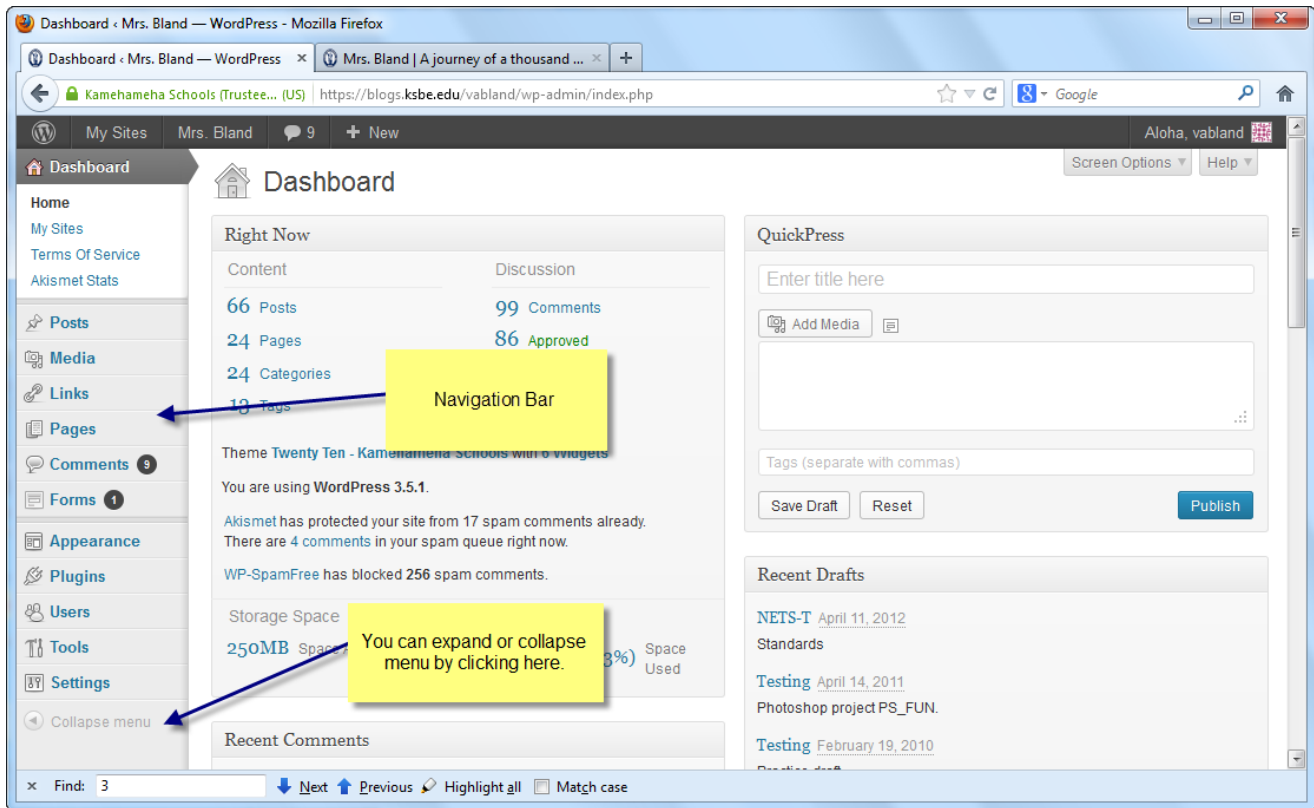 Dashboard ‹ Mrs. Bland — WordPress - Mozilla Firefox
Dashboard ‹ Mrs. Bland — WordPress × Mrs. Bland | A journey of a thousand ... × +
Kamehameha Schools (Trustee... (US) https://blogs.ksbe.edu/vabland/wp-admin/index.php Google
My Sites Mrs. Bland 9 + New Aloha, vabland
Dashboard
Home
My Sites
Terms Of Service
Akismet Stats
Posts
Media
Links
Pages
Comments 9
Forms 1
Appearance
Plugins
Users
Tools
Settings
Collapse menu
Screen Options Help
Dashboard
Right Now
Content Discussion
66 Posts 99 Comments
24 Pages 86 Approved
24 Categories
13 Tags
Navigation Bar
Theme Twenty Ten - Kamehameha Schools with 6 Widgets
You are using WordPress 3.5.1.
Akismet has protected your site from 17 spam comments already.
There are 4 comments in your spam queue right now.
WP-SpamFree has blocked 256 spam comments.
Storage Space
250MB Space 3%) Space
Used
You can expand or collapse
menu by clicking here.
Recent Comments
QuickPress
Enter title here
Add Media
Tags (separate with commas)
Save Draft Reset Publish
Recent Drafts
NETS-T April 11, 2012
Standards
Testing April 14, 2011
Photoshop project PS_FUN.
Testing February 19, 2010
Practice draft
× Find: 3 Next Previous Highlight all Match case